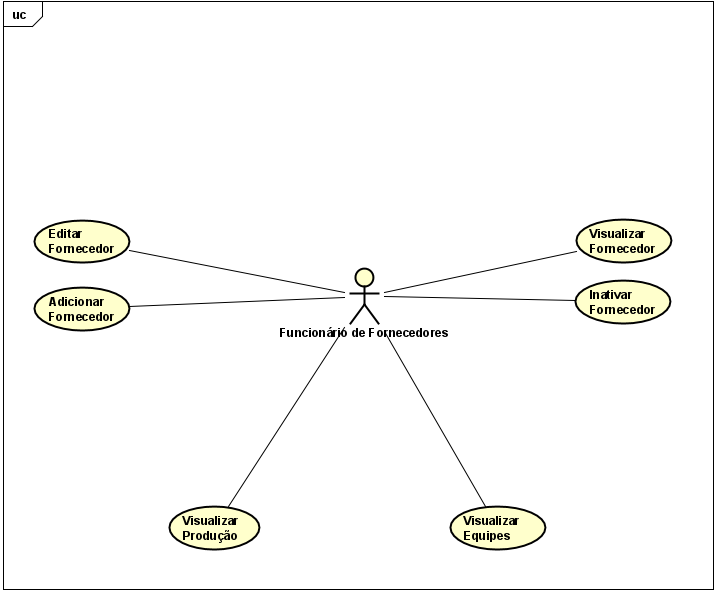 uc
Editar
Fornecedor
Visualizar
Fornecedor
Adicionar
Fornecedor
Inativar
Fornecedor
Funcionário de Fornecedores
Visualizar
Produção
Visualizar
Equipes